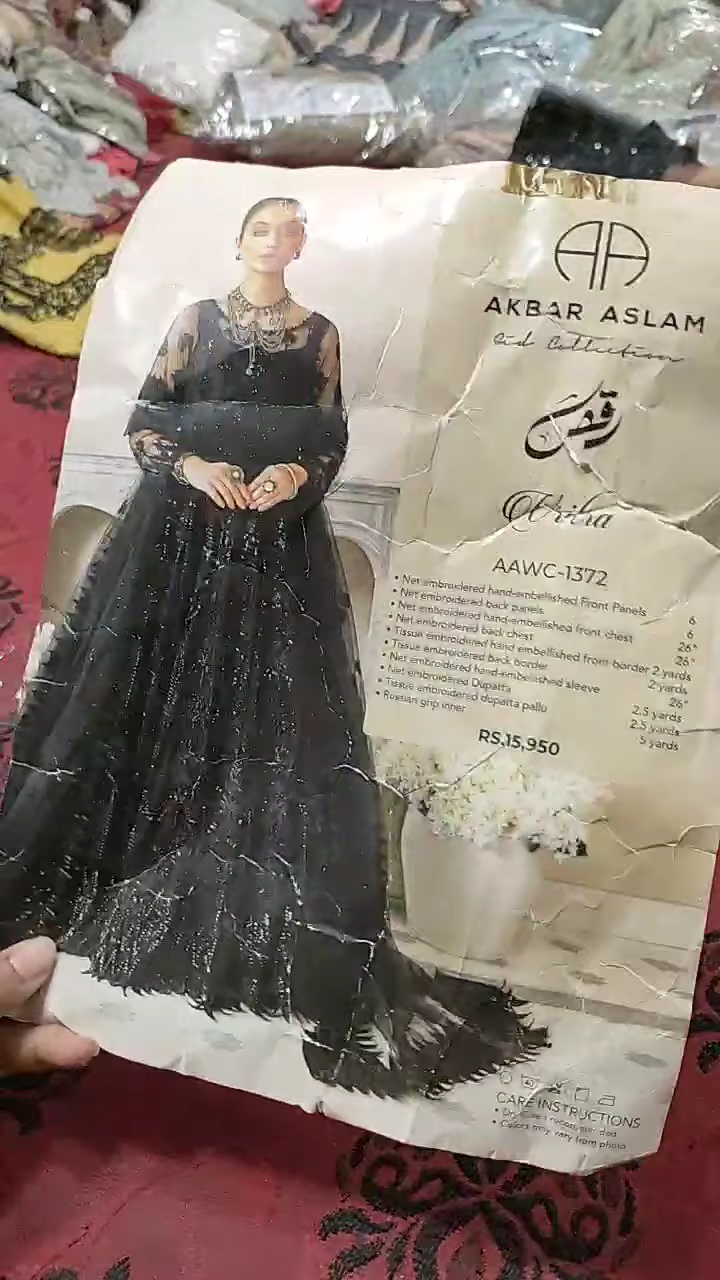 AA
AKBAR ASLAM
Eid Collection
رقص
AAWC-1372
• Net embroidered hand-embellished Front Panels 6
• Net embroidered back panels 6
• Net embroidered hand-embellished front chest 26"
• Net embroidered back chest 26"
• Tissue embroidered hand embellished front border 2 yards
• Tissue embroidered back border 2 yards
• Net embroidered hand-embellished sleeve 26"
• Net embroidered Dupatta 2.5 yards
• Tissue embroidered dupatta pallu 2.5 yards
• Russian grip inner 5 yards
RS.15,950
CARE INSTRUCTIONS
• Dry Clean recommended
• Colors may vary from photo